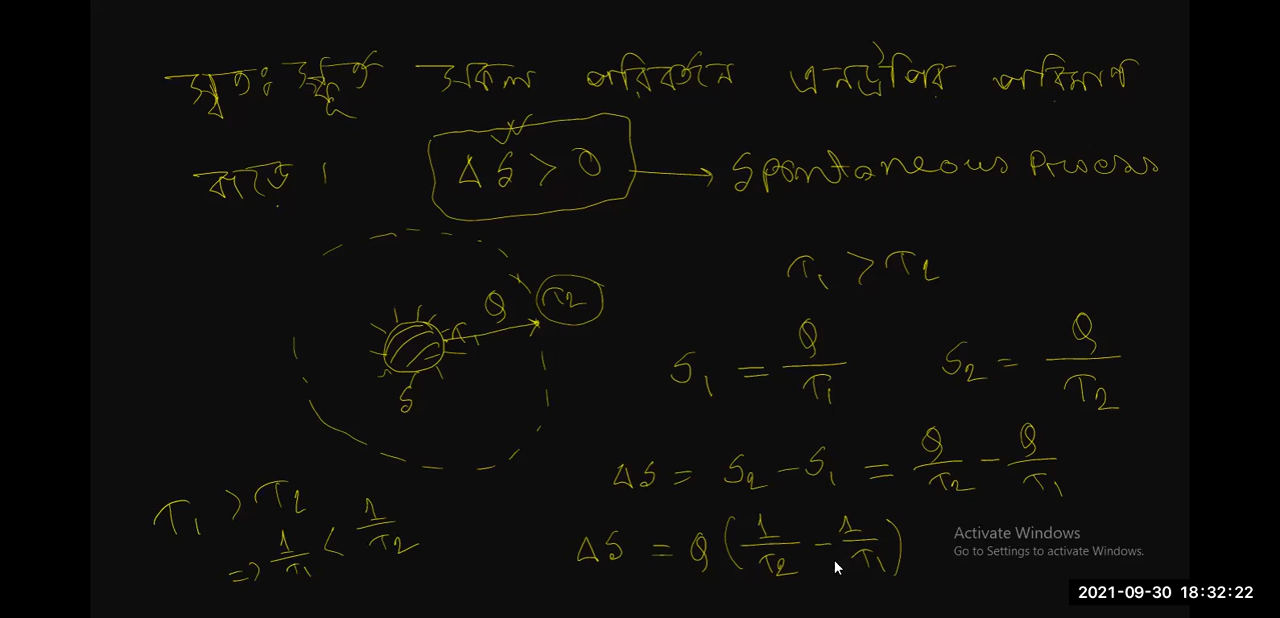 স্বতঃ স্ফূর্ত সকল পরিবর্তনে এনট্রপির পরিমাণ
বাড়ে। ΔS > 0 → Spontaneous Process
T₁ > T₂
Q T₂
T₁
S
S₁ = Q/T₁ S₂ = Q/T₂
ΔS = S₂ - S₁ = Q/T₂ - Q/T₁
T₁ > T₂
=> 1/T₁ < 1/T₂
ΔS = Q(1/T₂ - 1/T₁)
Activate Windows
Go to Settings to activate Windows.
2021-09-30 18:32:22